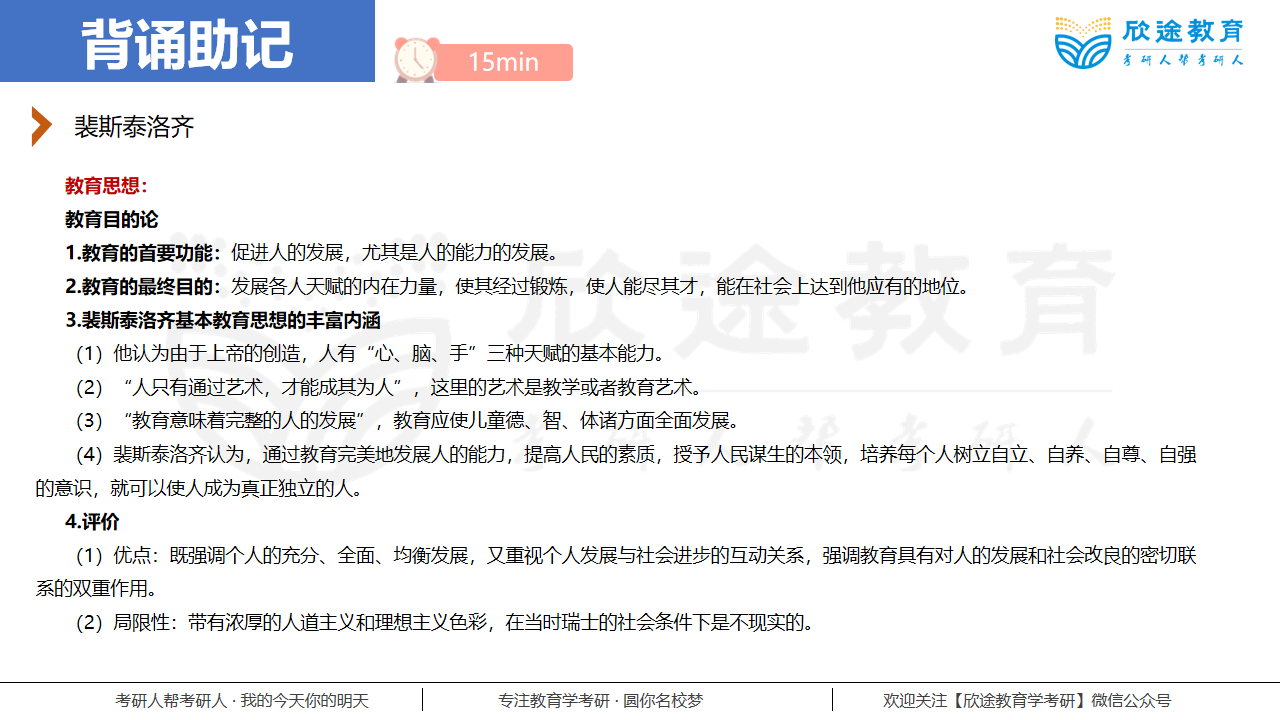 背诵助记
15min
欣途教育
考研人帮考研人
裴斯泰洛齐
教育思想：
教育目的论
1.教育的首要功能：促进人的发展，尤其是人的能力的发展。
2.教育的最终目的：发展各人天赋的内在力量，使其经过锻炼，使人能尽其才，能在社会上达到他应有的地位。
3.裴斯泰洛齐基本教育思想的丰富内涵
（1）他认为由于上帝的创造，人有“心、脑、手”三种天赋的基本能力。
（2）“人只有通过艺术，才能成其为人”，这里的艺术是教学或者教育艺术。
（3）“教育意味着完整的人的发展”，教育应使儿童德、智、体诸方面全面发展。
（4）裴斯泰洛齐认为，通过教育完美地发展人的能力，提高人民的素质，授予人民谋生的本领，培养每个人树立自立、自养、自尊、自强
的意识，就可以使人成为真正独立的人。
4.评价
（1）优点：既强调个人的充分、全面、均衡发展，又重视个人发展与社会进步的互动关系，强调教育具有对人的发展和社会改良的密切联
系的双重作用。
（2）局限性：带有浓厚的人道主义和理想主义色彩，在当时瑞士的社会条件下是不现实的。
欣途教育
考研人帮考研人
考研人帮考研人 · 我的今天你的明天
专注教育学考研 · 圆你名校梦
欢迎关注【欣途教育学考研】微信公众号